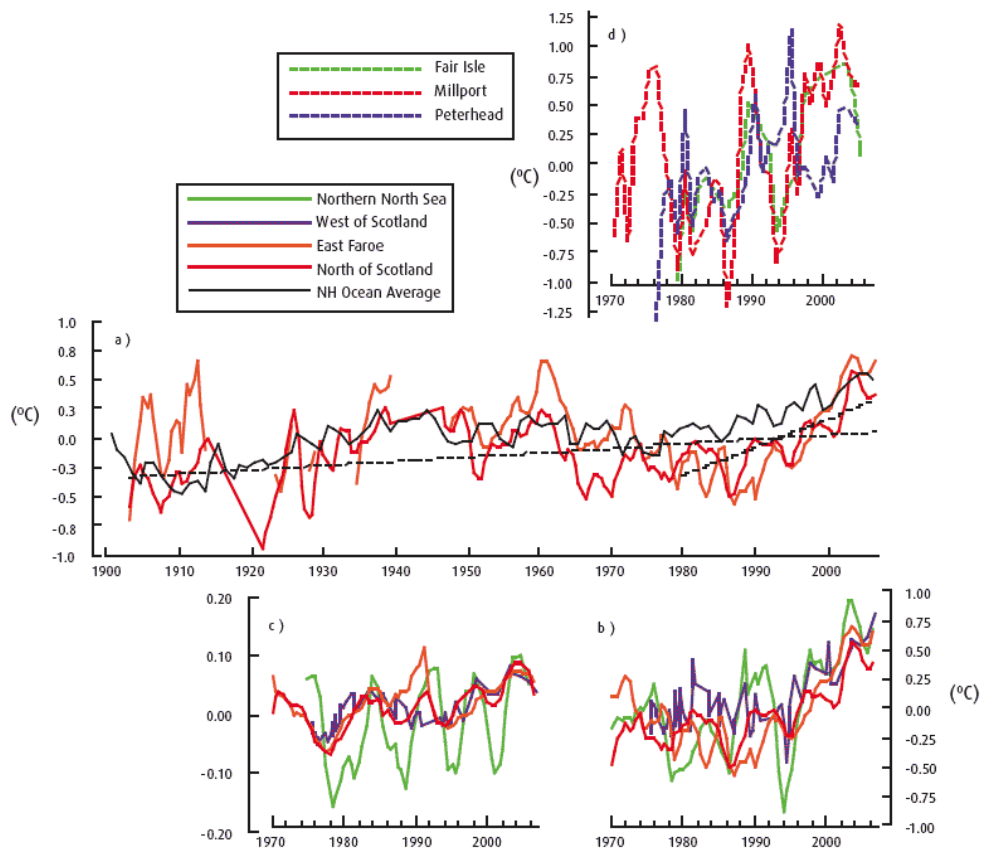 1.25
d )
1.00
0.75
0.50
0.25
0.00
-0.25
-0.50
-0.75
-1.00
-1.25
(ºC)
1970 1980 1990 2000
Fair Isle
Millport
Peterhead
Northern North Sea
West of Scotland
East Faroe
North of Scotland
NH Ocean Average
1.0
a )
0.8
0.5
0.3
0.0
-0.3
-0.5
-0.8
-1.0
(ºC)
1900 1910 1920 1930 1940 1950 1960 1970 1980 1990 2000
0.20
c )
0.10
0.00
-0.10
-0.20
1970 1980 1990 2000
b )
1.00
0.75
0.50
0.25
0.00
-0.25
-0.50
-0.75
-1.00
(ºC)
1970 1980 1990 2000